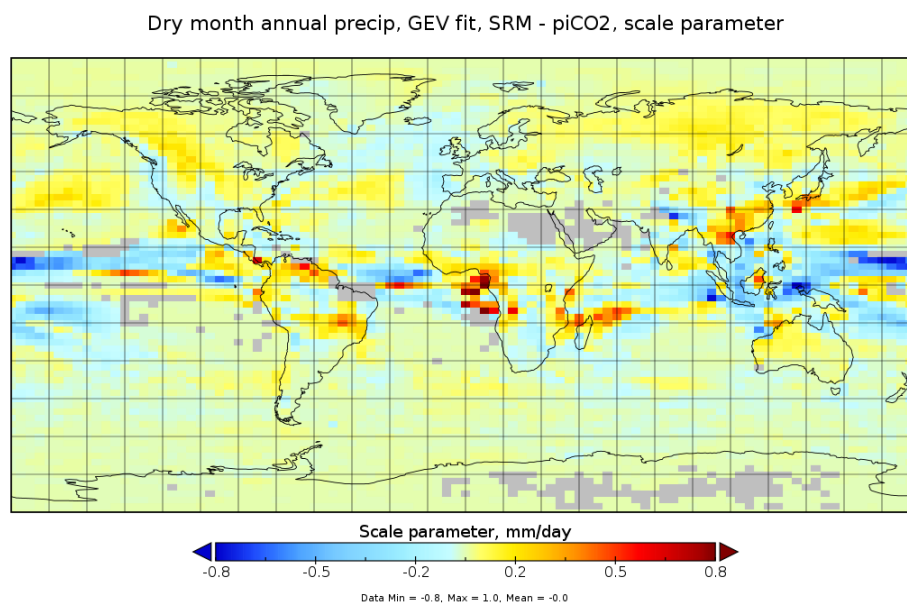 Dry month annual precip, GEV fit, SRM - piCO2, scale parameter
Scale parameter, mm/day
-0.8 -0.5 -0.2 0.2 0.5 0.8
Data Min = -0.8, Max = 1.0, Mean = -0.0